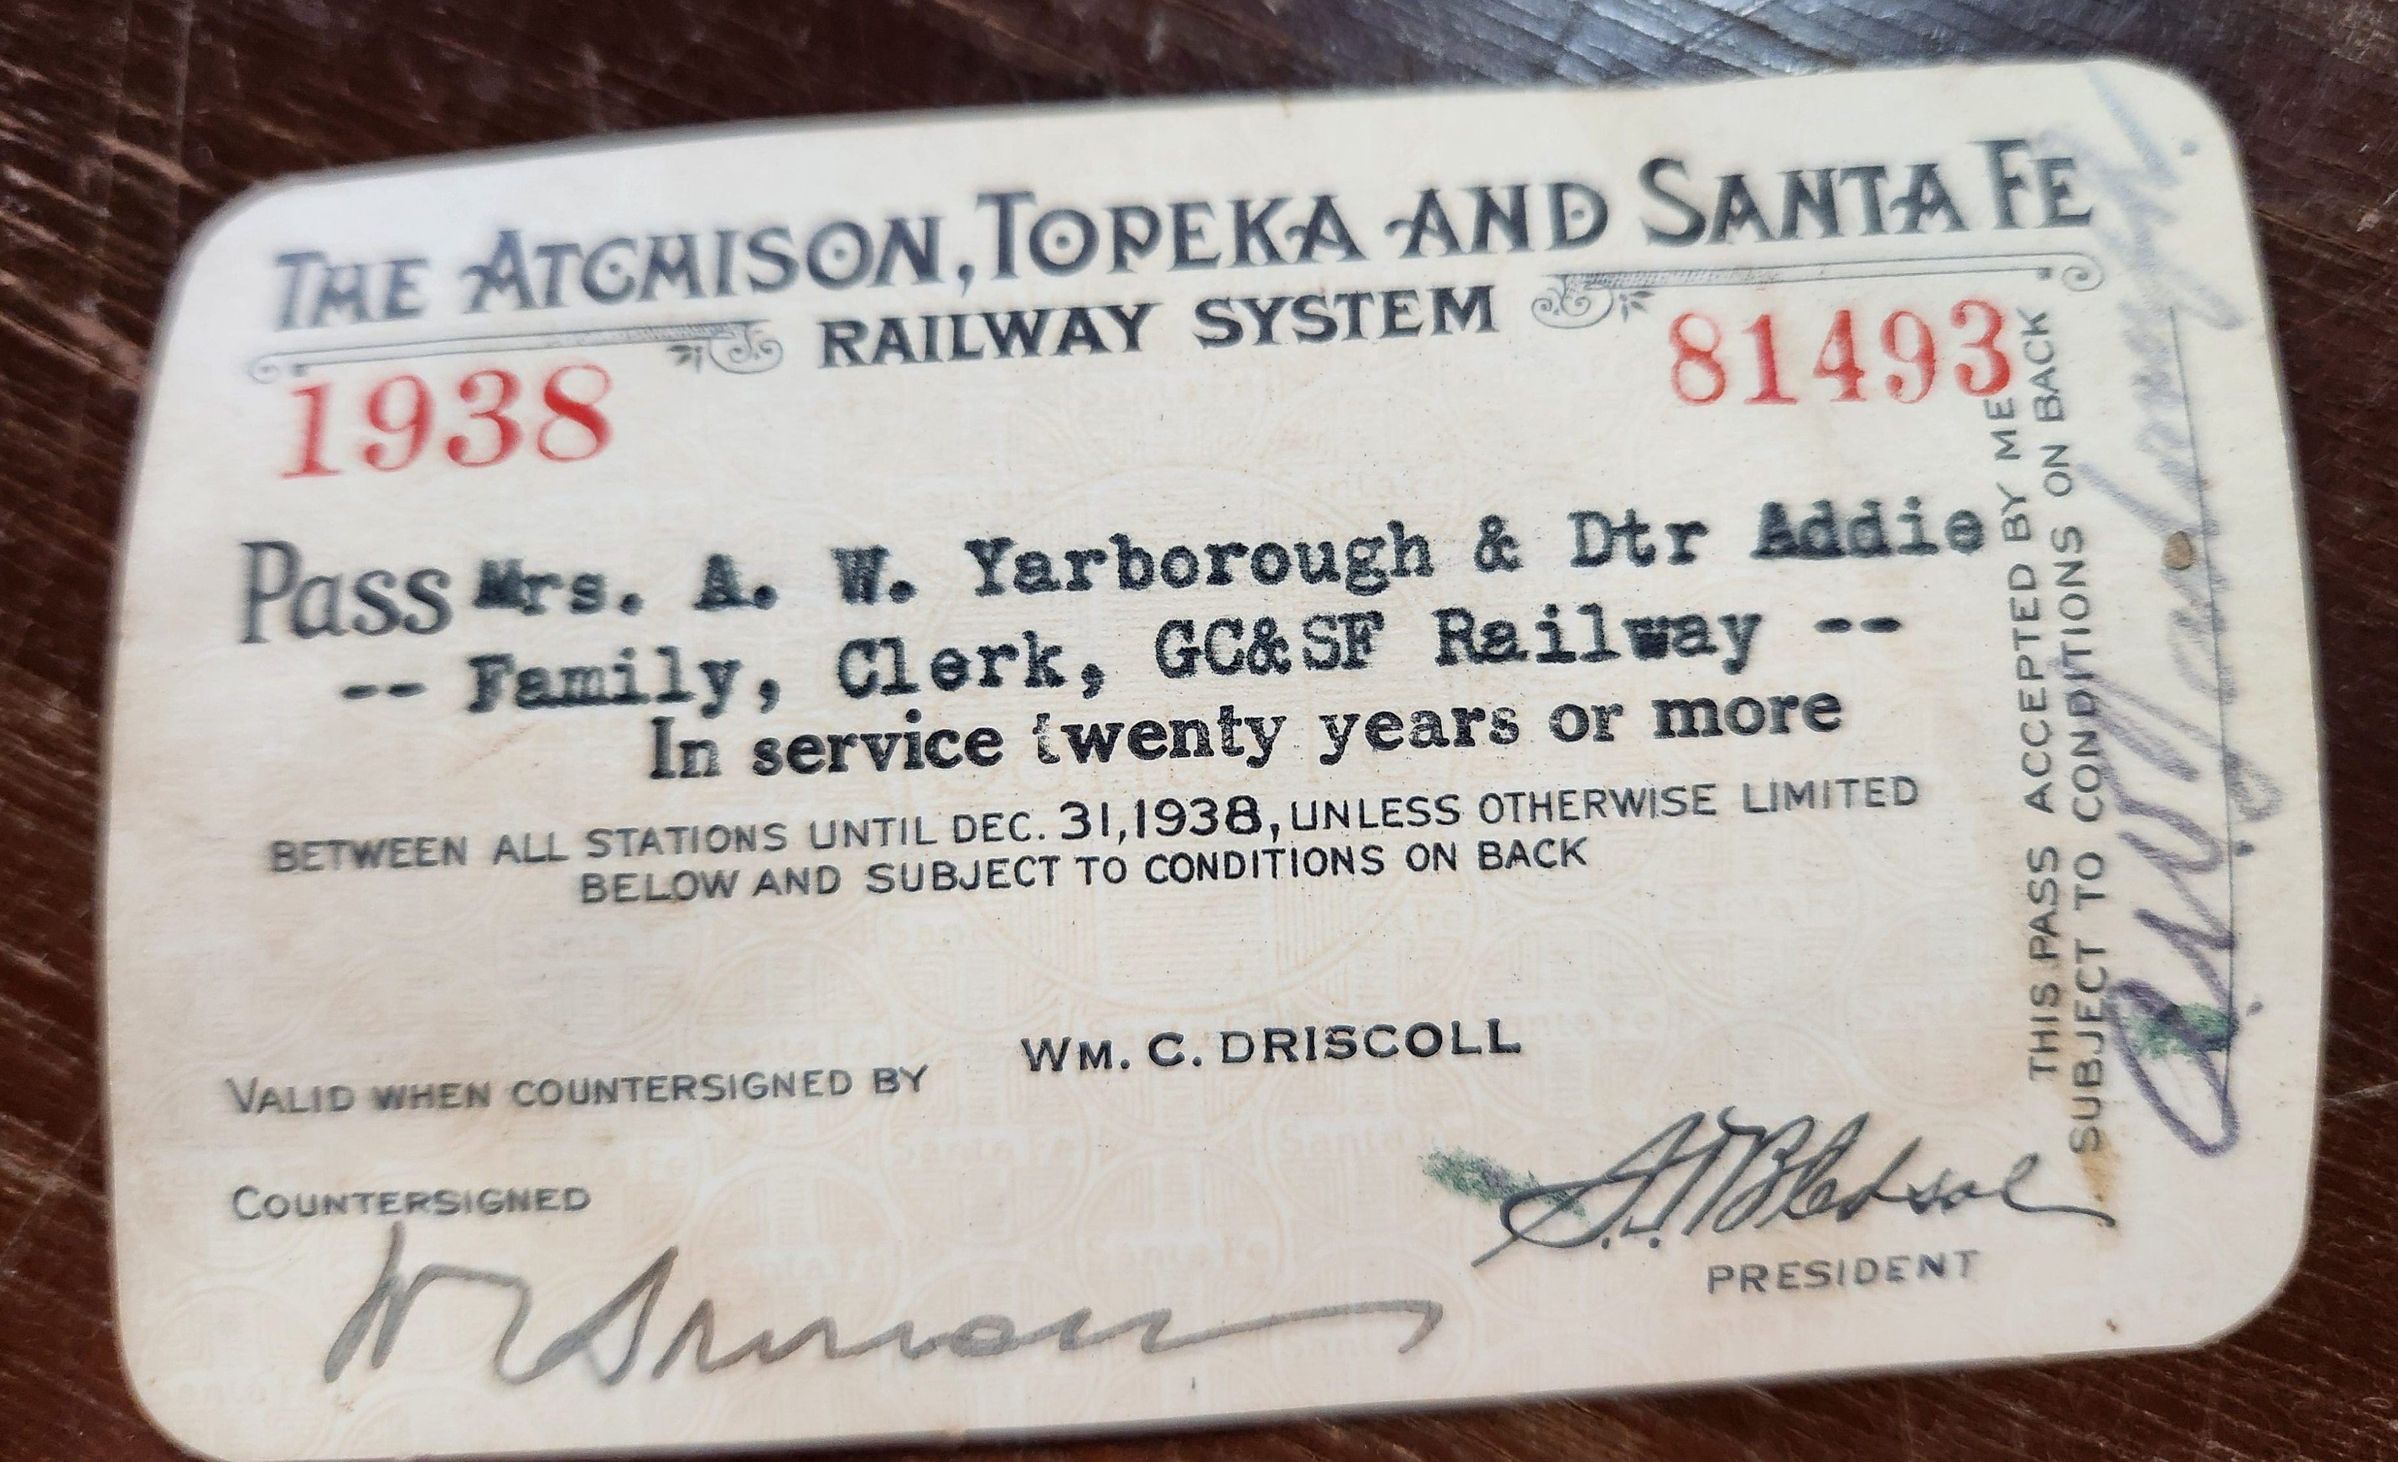 THE ATCHISON, TOPEKA AND SANTA FE
RAILWAY SYSTEM
1938
81493
Pass Mrs. A. W. Yarborough & Dtr Addie
-- Family, Clerk, GC&SF Railway --
In service twenty years or more
BETWEEN ALL STATIONS UNTIL DEC. 31, 1938, UNLESS OTHERWISE LIMITED
BELOW AND SUBJECT TO CONDITIONS ON BACK
VALID WHEN COUNTERSIGNED BY WM. C. DRISCOLL
COUNTERSIGNED
S.T. Bledsoe
PRESIDENT
THIS PASS ACCEPTED BY ME
SUBJECT TO CONDITIONS ON BACK
Yarborough